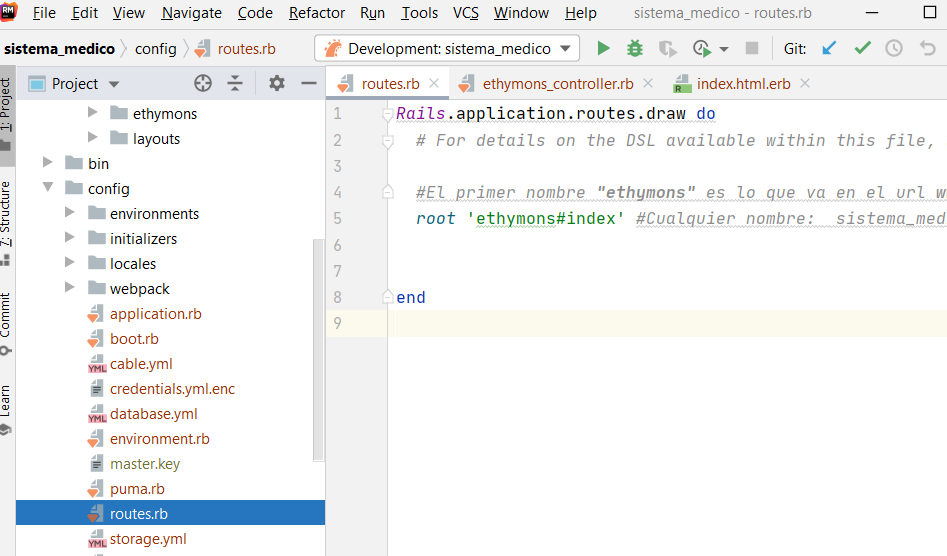 RM File Edit View Navigate Code Refactor Run Tools VCS Window Help sistema_medico - routes.rb
sistema_medico config routes.rb Development: sistema_medico Git:
Project
routes.rb ethymons_controller.rb index.html.erb
1: Project
7: Structure
Commit
Learn
ethymons
layouts
bin
config
environments
initializers
locales
webpack
application.rb
boot.rb
YML cable.yml
credentials.yml.enc
YML database.yml
environment.rb
master.key
puma.rb
routes.rb
YML storage.yml
1 Rails.application.routes.draw do
2 # For details on the DSL available within this file,
3
4 #El primer nombre "ethymons" es lo que va en el url w
5 root 'ethymons#index' #Cualquier nombre: sistema_med
6
7
8 end
9